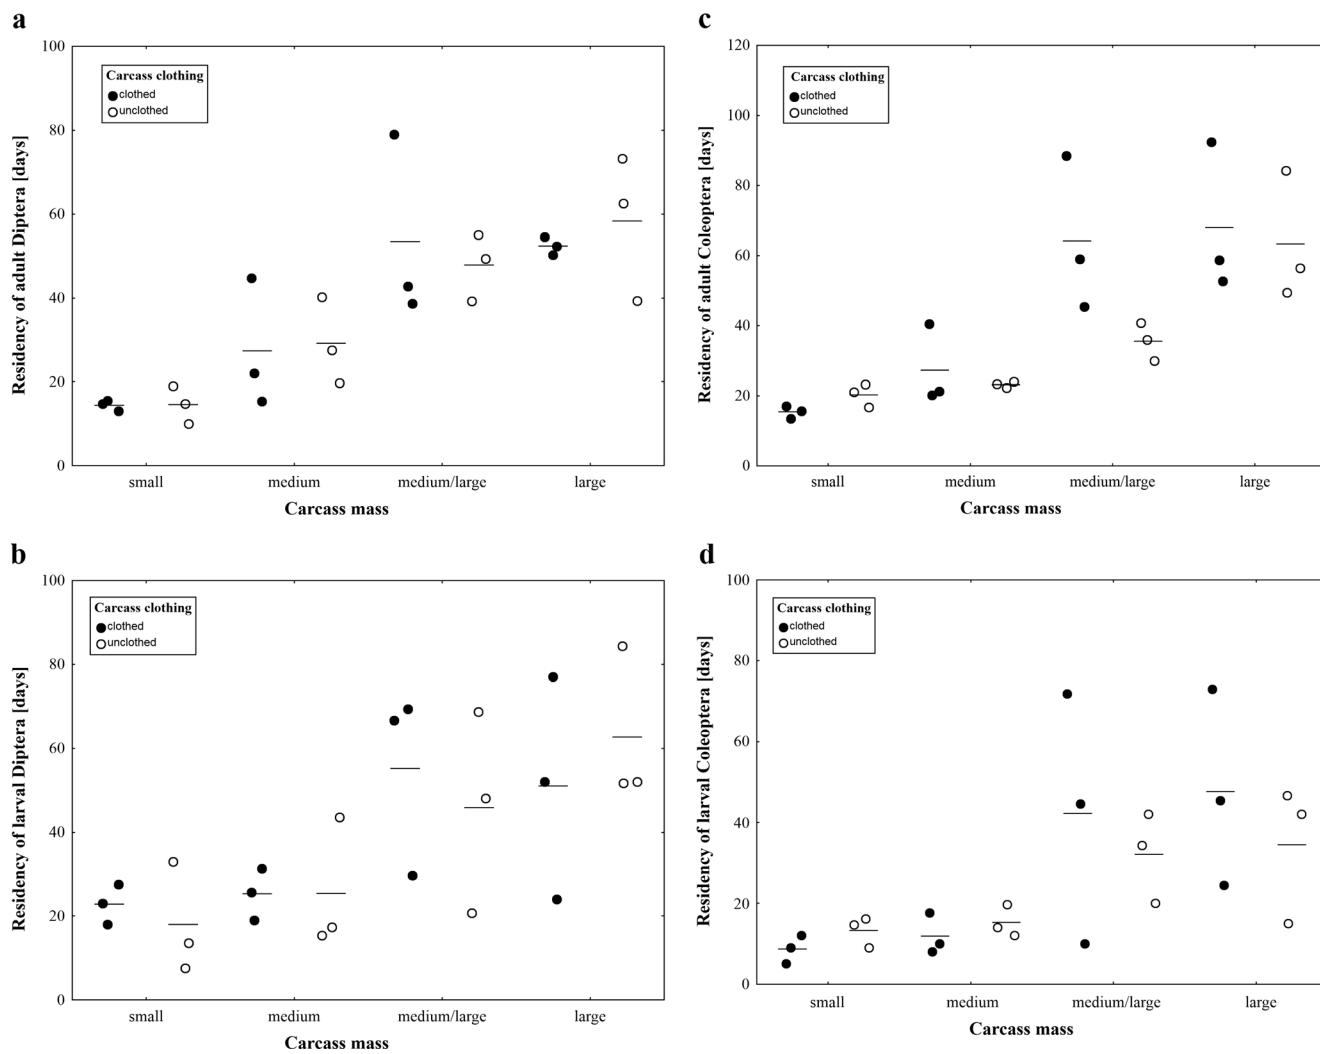 a
100
80
60
40
20
0
Residency of adult Diptera [days]
Carcass clothing
clothed
unclothed
small medium medium/large large
Carcass mass
b
100
80
60
40
20
0
Residency of larval Diptera [days]
Carcass clothing
clothed
unclothed
small medium medium/large large
Carcass mass
c
120
100
80
60
40
20
0
Residency of adult Coleoptera [days]
Carcass clothing
clothed
unclothed
small medium medium/large large
Carcass mass
d
100
80
60
40
20
0
Residency of larval Coleoptera [days]
Carcass clothing
clothed
unclothed
small medium medium/large large
Carcass mass